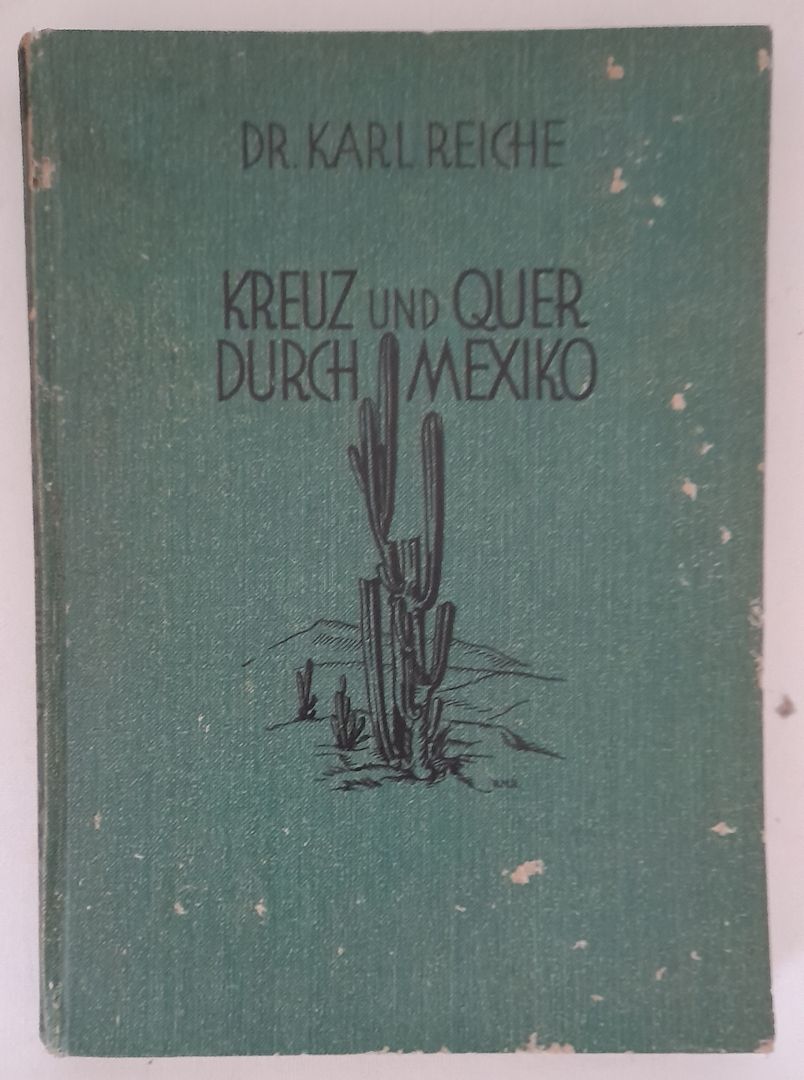 DR. KARL REICHE
KREUZ UND QUER
DURCH MEXIKO